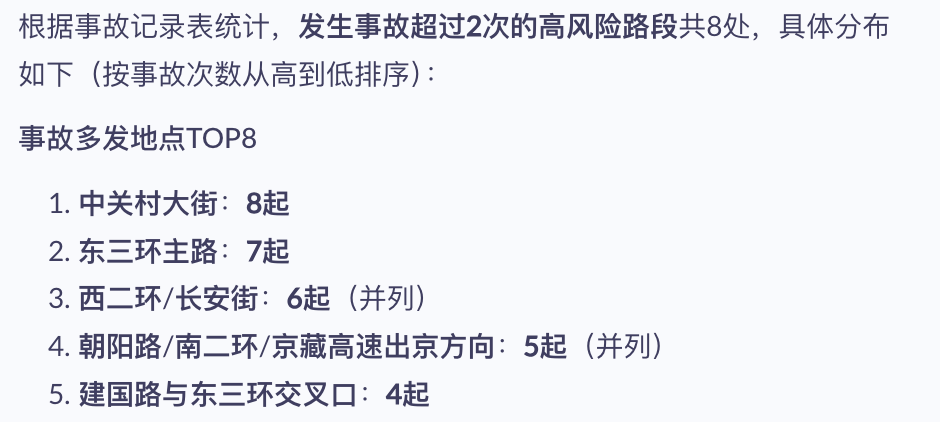 根据事故记录表统计，发生事故超过2次的高风险路段共8处，具体分布
如下（按事故次数从高到低排序）：
事故多发地点TOP8
1. 中关村大街：8起
2. 东三环主路：7起
3. 西二环/长安街：6起（并列）
4. 朝阳路/南二环/京藏高速出京方向：5起（并列）
5. 建国路与东三环交叉口：4起